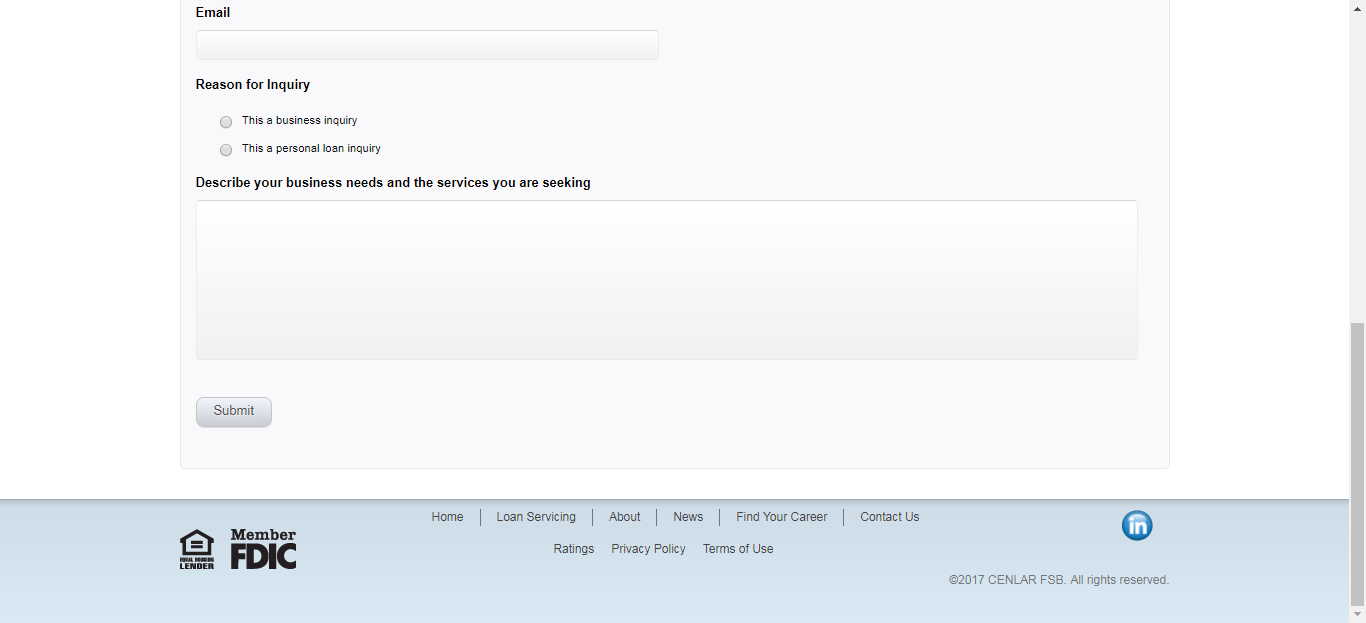 Email
Reason for Inquiry
This a business inquiry
This a personal loan inquiry
Describe your business needs and the services you are seeking
Submit
Home
Loan Servicing
About
News
Find Your Career
Contact Us
Ratings
Privacy Policy
Terms of Use
EQUAL HOUSING
LENDER
Member
FDIC
in
©2017 CENLAR FSB. All rights reserved.